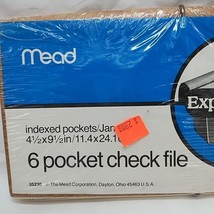 Mead
Exp
indexed pockets/Jan
4½x9½in/11.4x24.1
6 pocket check file
The Mead Corporation, Dayton, Ohio 45463 U.S.A.